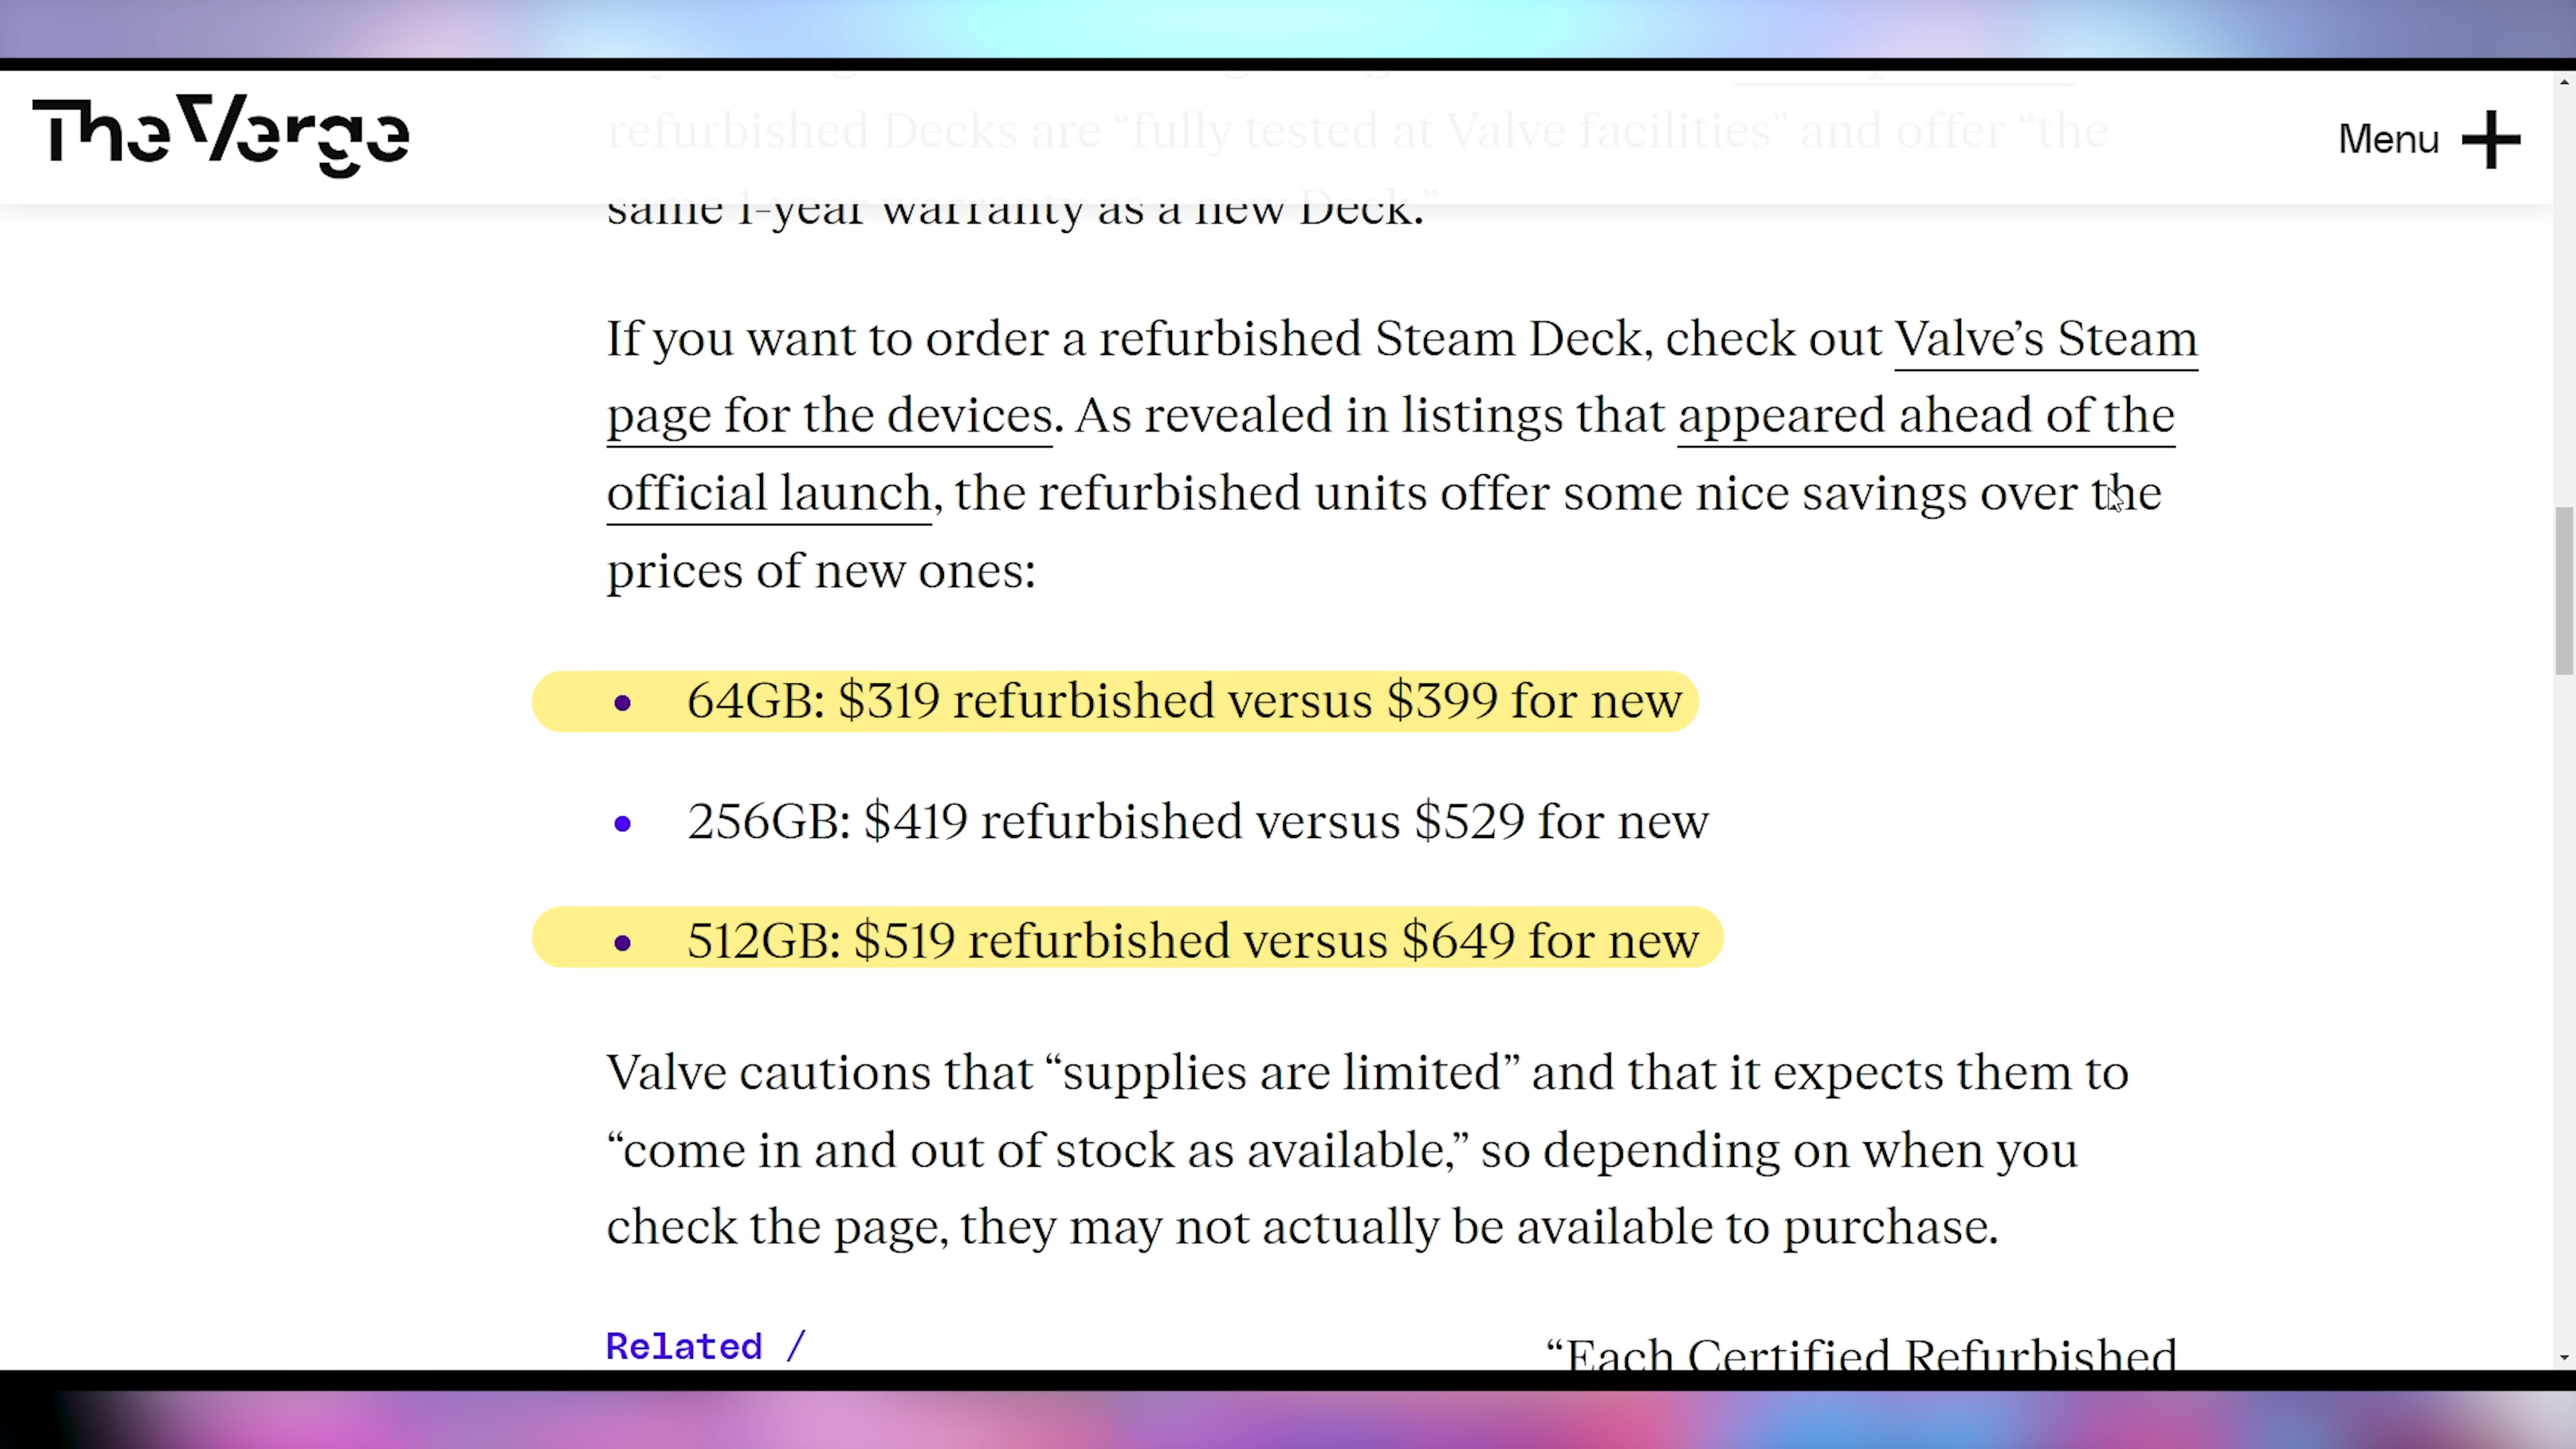 The Verge
Menu
refurbished Decks are “fully tested at Valve facilities” and offer “the
same 1-year warranty as a new Deck.”
If you want to order a refurbished Steam Deck, check out Valve’s Steam
page for the devices. As revealed in listings that appeared ahead of the
official launch, the refurbished units offer some nice savings over the
prices of new ones:
• 64GB: $319 refurbished versus $399 for new
• 256GB: $419 refurbished versus $529 for new
• 512GB: $519 refurbished versus $649 for new
Valve cautions that “supplies are limited” and that it expects them to
“come in and out of stock as available,” so depending on when you
check the page, they may not actually be available to purchase.
Related /
“Each Certified Refurbished